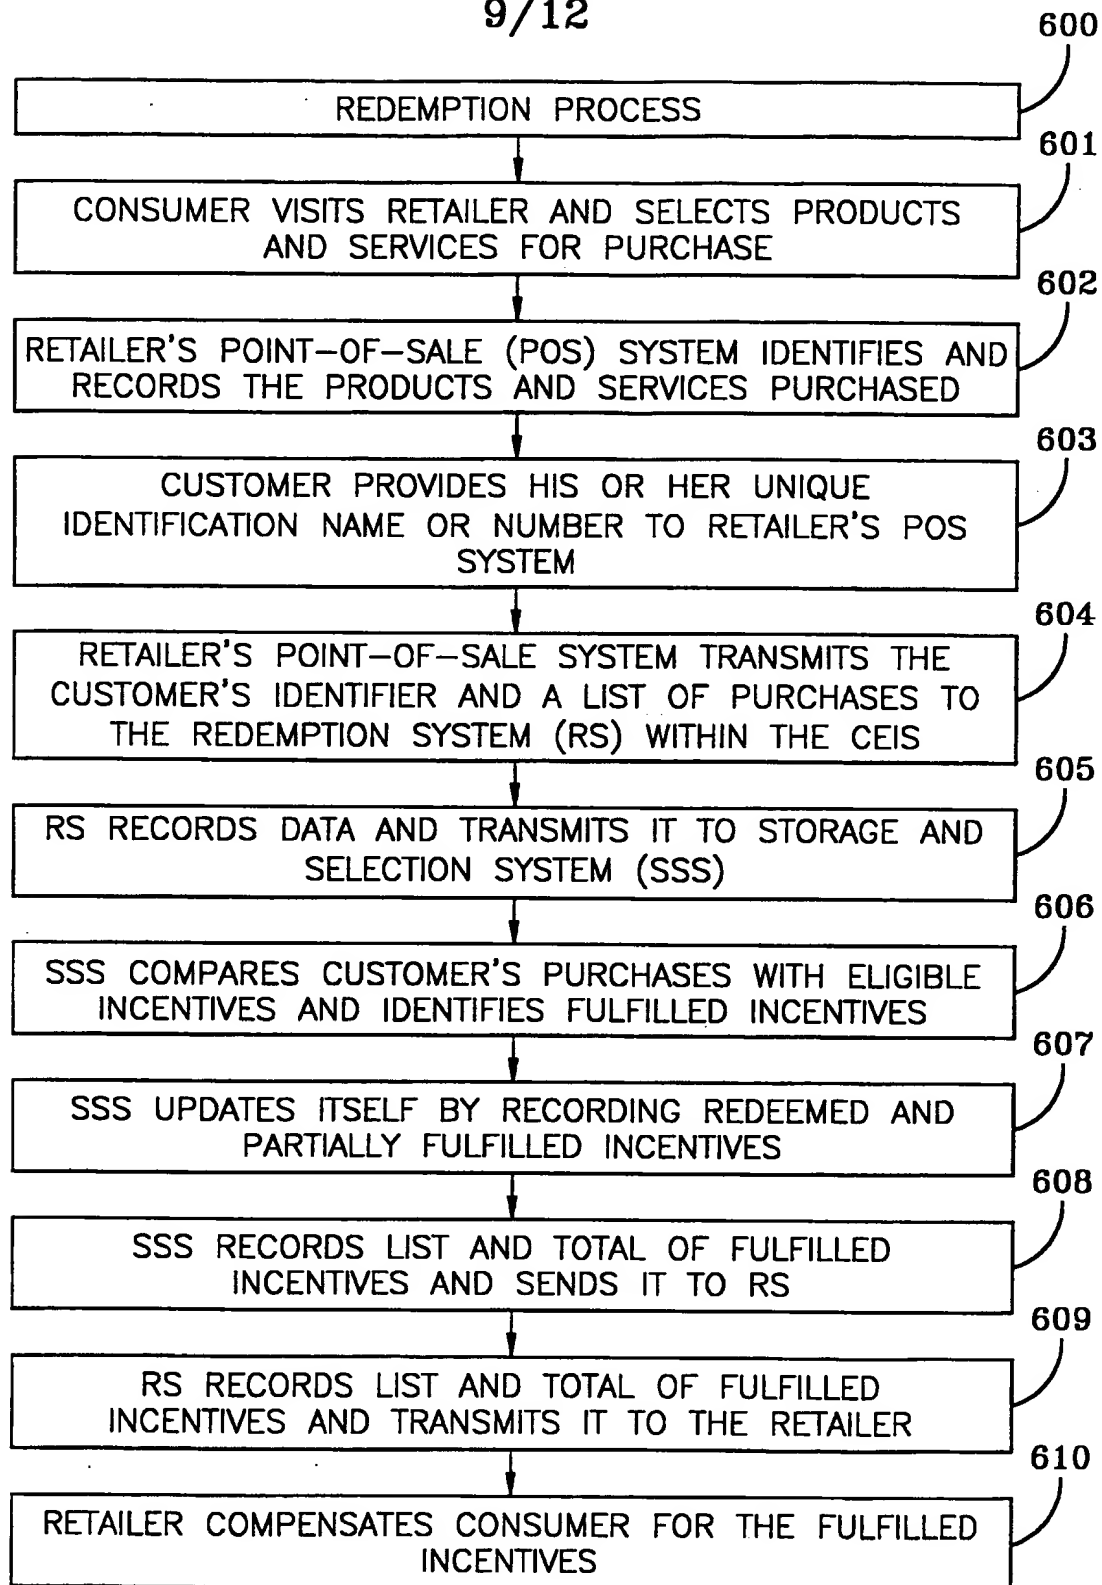 9/12
600
REDEMPTION PROCESS
601
CONSUMER VISITS RETAILER AND SELECTS PRODUCTS
AND SERVICES FOR PURCHASE
602
RETAILER'S POINT-OF-SALE (POS) SYSTEM IDENTIFIES AND
RECORDS THE PRODUCTS AND SERVICES PURCHASED
603
CUSTOMER PROVIDES HIS OR HER UNIQUE
IDENTIFICATION NAME OR NUMBER TO RETAILER'S POS
SYSTEM
604
RETAILER'S POINT-OF-SALE SYSTEM TRANSMITS THE
CUSTOMER'S IDENTIFIER AND A LIST OF PURCHASES TO
THE REDEMPTION SYSTEM (RS) WITHIN THE CEIS
605
RS RECORDS DATA AND TRANSMITS IT TO STORAGE AND
SELECTION SYSTEM (SSS)
606
SSS COMPARES CUSTOMER'S PURCHASES WITH ELIGIBLE
INCENTIVES AND IDENTIFIES FULFILLED INCENTIVES
607
SSS UPDATES ITSELF BY RECORDING REDEEMED AND
PARTIALLY FULFILLED INCENTIVES
608
SSS RECORDS LIST AND TOTAL OF FULFILLED
INCENTIVES AND SENDS IT TO RS
609
RS RECORDS LIST AND TOTAL OF FULFILLED
INCENTIVES AND TRANSMITS IT TO THE RETAILER
610
RETAILER COMPENSATES CONSUMER FOR THE FULFILLED
INCENTIVES